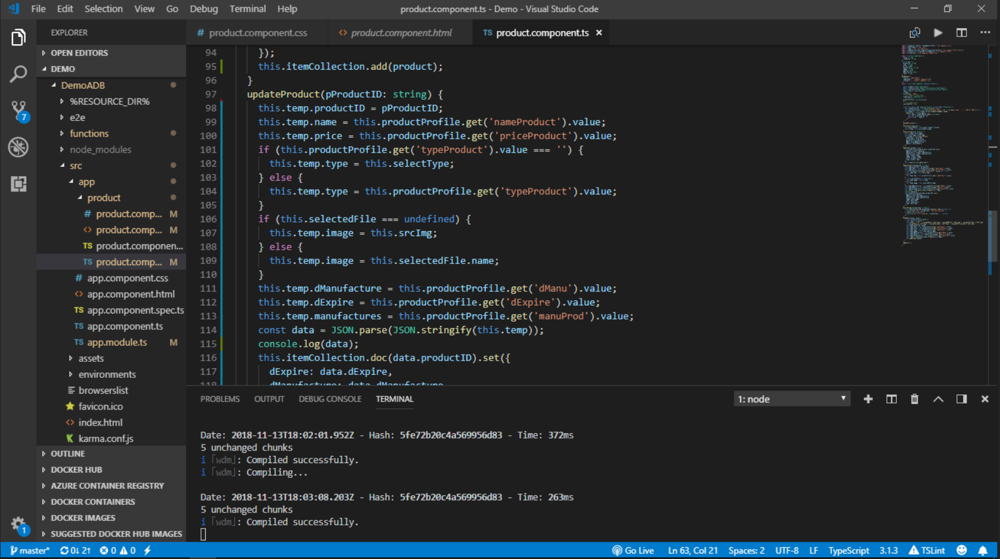 File Edit Selection View Go Debug Terminal Help
product.component.ts - Demo - Visual Studio Code
EXPLORER
OPEN EDITORS
DEMO
DemoADB
%RESOURCE_DIR%
e2e
functions
node_modules
src
app
product
# product.comp... M
<> product.comp... M
TS product.componen...
TS product.comp... M
# app.component.css
<> app.component.html
TS app.component.spec.ts
TS app.component.ts
TS app.module.ts M
assets
environments
browserslist
favicon.ico
<> index.html
karma.conf.js
OUTLINE
DOCKER HUB
AZURE CONTAINER REGISTRY
DOCKER CONTAINERS
DOCKER IMAGES
SUGGESTED DOCKER HUB IMAGES
7
1
# product.component.css
<> product.component.html
TS product.component.ts ×
94 });
95 this.itemCollection.add(product);
96 }
97 updateProduct(pProductID: string) {
98 this.temp.productID = pProductID;
99 this.temp.name = this.productProfile.get('nameProduct').value;
100 this.temp.price = this.productProfile.get('priceProduct').value;
101 if (this.productProfile.get('typeProduct').value === '') {
102 this.temp.type = this.selectType;
103 } else {
104 this.temp.type = this.productProfile.get('typeProduct').value;
105 }
106 if (this.selectedFile === undefined) {
107 this.temp.image = this.srcImg;
108 } else {
109 this.temp.image = this.selectedFile.name;
110 }
111 this.temp.dManufacture = this.productProfile.get('dManu').value;
112 this.temp.dExpire = this.productProfile.get('dExpire').value;
113 this.temp.manufactures = this.productProfile.get('manuProd').value;
114 const data = JSON.parse(JSON.stringify(this.temp));
115 console.log(data);
116 this.itemCollection.doc(data.productID).set({
117 dExpire: data.dExpire,
118 dManufacture: data.dManufacture
PROBLEMS OUTPUT DEBUG CONSOLE TERMINAL
1: node
Date: 2018-11-13T18:02:01.952Z - Hash: 5fe72b20c4a569956d83 - Time: 372ms
5 unchanged chunks
i ｢wdm｣: Compiled successfully.
i ｢wdm｣: Compiling...
Date: 2018-11-13T18:03:08.203Z - Hash: 5fe72b20c4a569956d83 - Time: 263ms
5 unchanged chunks
i ｢wdm｣: Compiled successfully.
master* 0↓ 2↑ 0 0 Go Live Ln 63, Col 21 Spaces: 2 UTF-8 LF TypeScript 3.1.3 TSLint